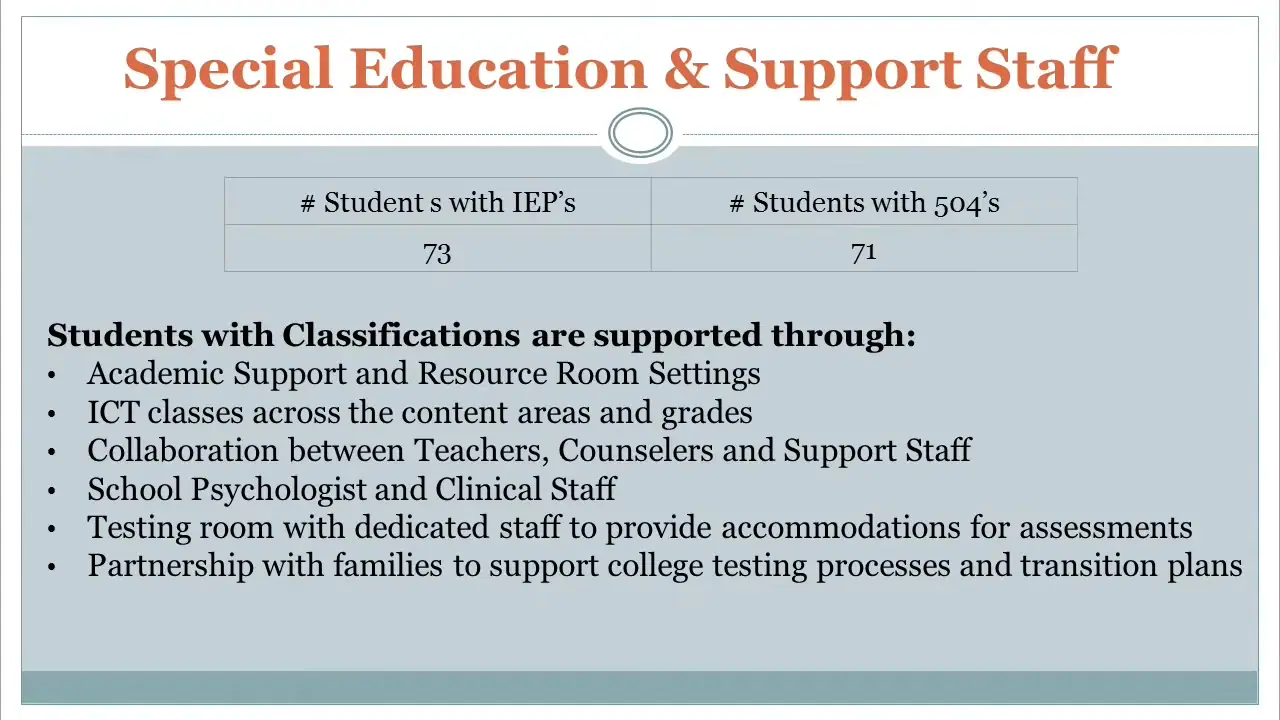 Special Education & Support Staff
# Student s with IEP’s # Students with 504’s
73 71
Students with Classifications are supported through:
• Academic Support and Resource Room Settings
• ICT classes across the content areas and grades
• Collaboration between Teachers, Counselers and Support Staff
• School Psychologist and Clinical Staff
• Testing room with dedicated staff to provide accommodations for assessments
• Partnership with families to support college testing processes and transition plans